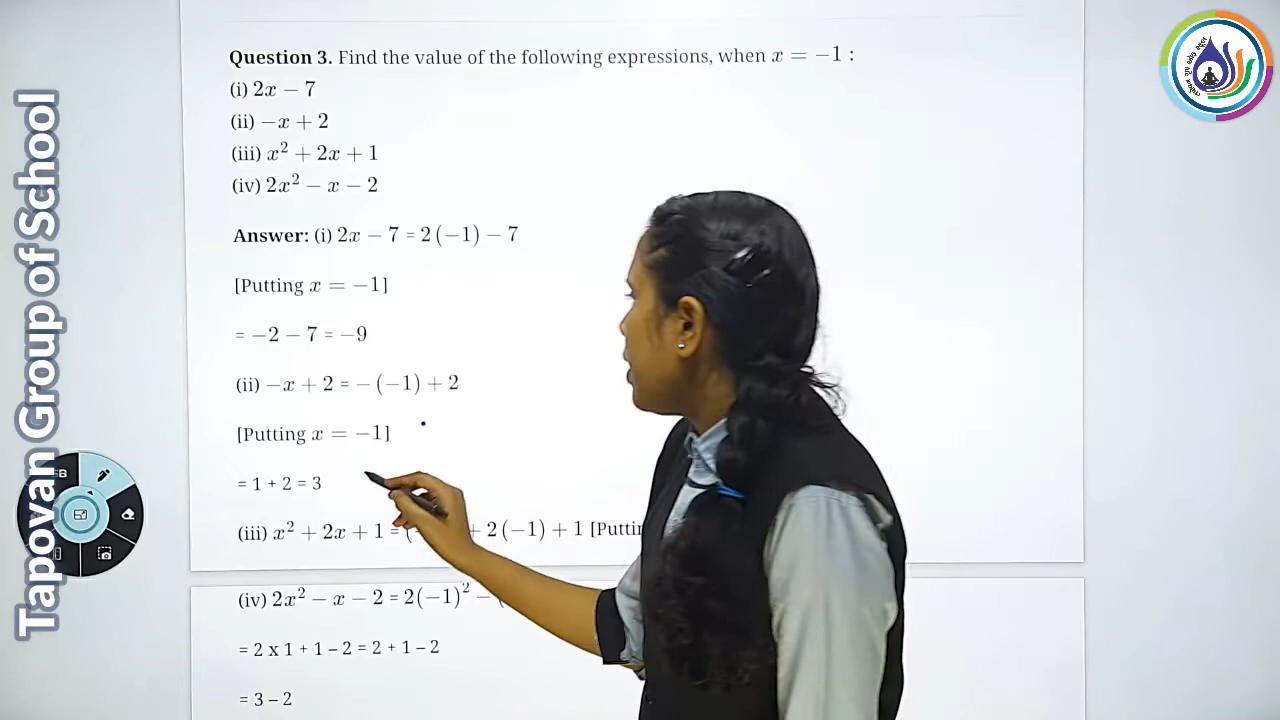 Tapovan Group of School
Question 3. Find the value of the following expressions, when x = −1 :
(i) 2x − 7
(ii) −x + 2
(iii) x² + 2x + 1
(iv) 2x² − x − 2
Answer: (i) 2x − 7 = 2(−1) − 7
[Putting x = −1]
= −2 − 7 = −9
(ii) −x + 2 = −(−1) + 2
[Putting x = −1]
= 1 + 2 = 3
(iii) x² + 2x + 1 = ( + 2(−1) + 1
(iv) 2x² − x − 2 = 2(−1)² − (
= 2 x 1 + 1 – 2 = 2 + 1 – 2
= 3 – 2